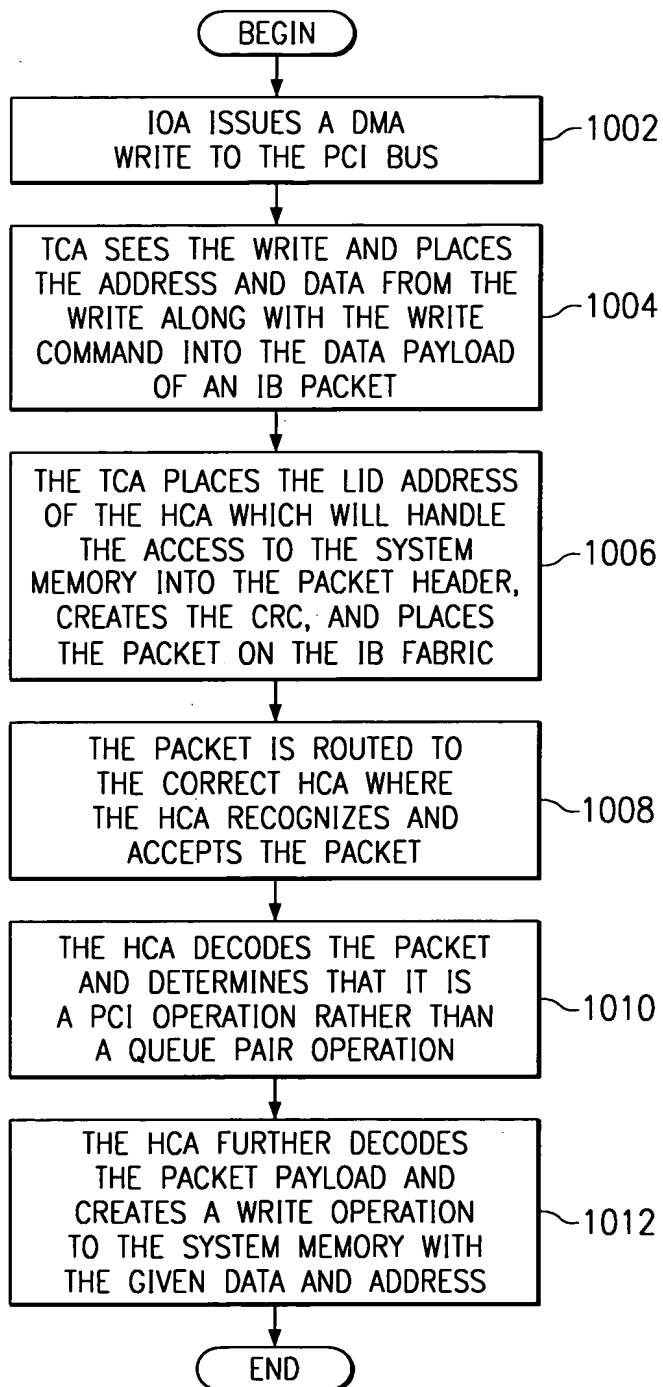 BEGIN
IOA ISSUES A DMA
WRITE TO THE PCI BUS
1002
TCA SEES THE WRITE AND PLACES
THE ADDRESS AND DATA FROM THE
WRITE ALONG WITH THE WRITE
COMMAND INTO THE DATA PAYLOAD
OF AN IB PACKET
1004
THE TCA PLACES THE LID ADDRESS
OF THE HCA WHICH WILL HANDLE
THE ACCESS TO THE SYSTEM
MEMORY INTO THE PACKET HEADER,
CREATES THE CRC, AND PLACES
THE PACKET ON THE IB FABRIC
1006
THE PACKET IS ROUTED TO
THE CORRECT HCA WHERE
THE HCA RECOGNIZES AND
ACCEPTS THE PACKET
1008
THE HCA DECODES THE PACKET
AND DETERMINES THAT IT IS
A PCI OPERATION RATHER THAN
A QUEUE PAIR OPERATION
1010
THE HCA FURTHER DECODES
THE PACKET PAYLOAD AND
CREATES A WRITE OPERATION
TO THE SYSTEM MEMORY WITH
THE GIVEN DATA AND ADDRESS
1012
END